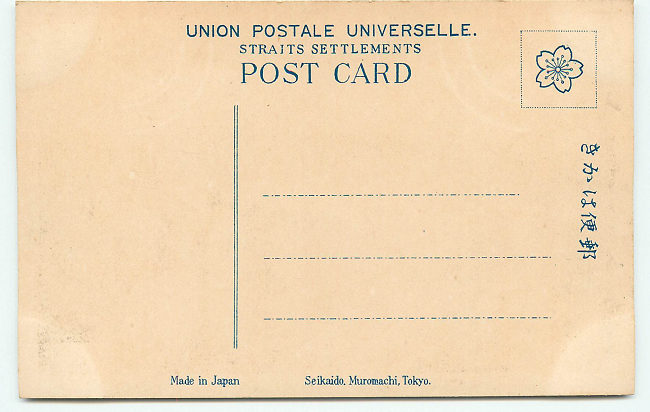 UNION POSTALE UNIVERSELLE.
STRAITS SETTLEMENTS
POST CARD
郵便はかき
Made in Japan
Seikaido, Muromachi, Tokyo.